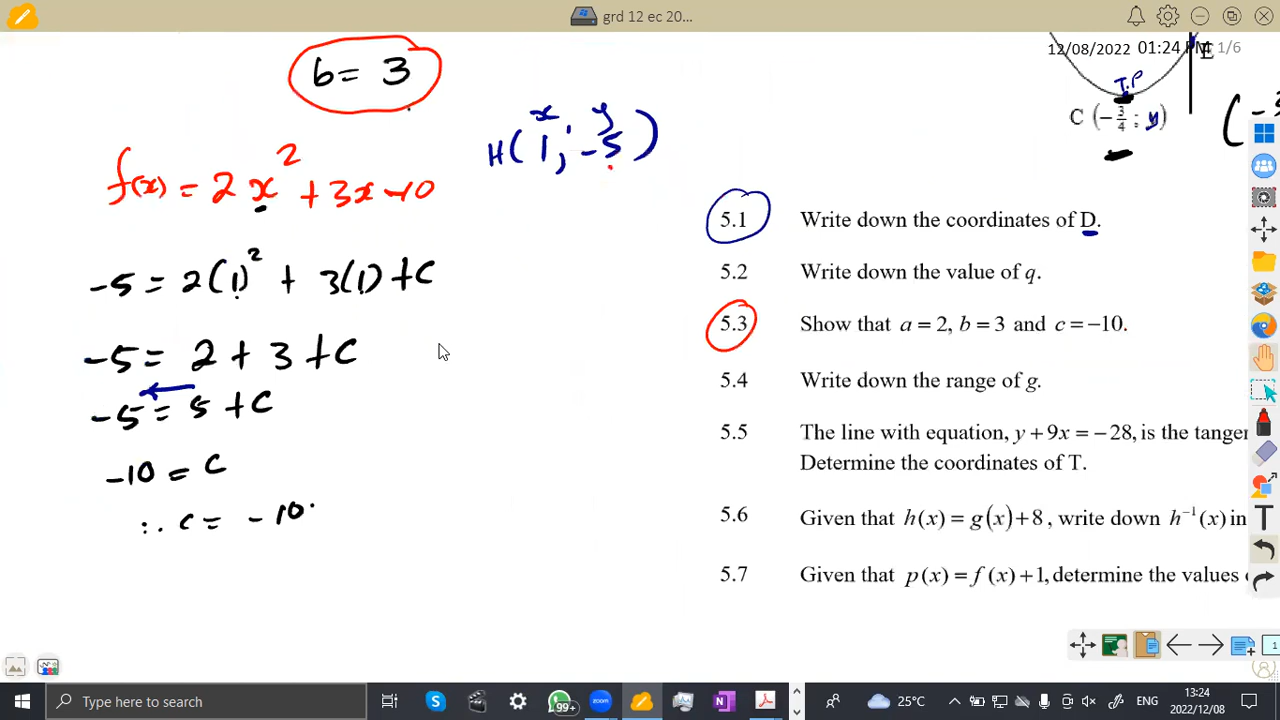 grd 12 ec 20...
12/08/2022 01:24 PM 1/6
E
T.P
C (-3/4 ; y)
b = 3
H(1 ; -5)
x y
f(x) = 2x² + 3x - 10
-5 = 2(1)² + 3(1) + C
-5 = 2 + 3 + C
-5 = 5 + C
-10 = C
∴ c = -10.
5.1 Write down the coordinates of D.
5.2 Write down the value of q.
5.3 Show that a = 2, b = 3 and c = −10.
5.4 Write down the range of g.
5.5 The line with equation, y + 9x = −28, is the tanger
Determine the coordinates of T.
5.6 Given that h(x) = g(x) + 8, write down h⁻¹(x) in
5.7 Given that p(x) = f(x) + 1, determine the values
Type here to search
99+
25°C
ENG
13:24
2022/12/08